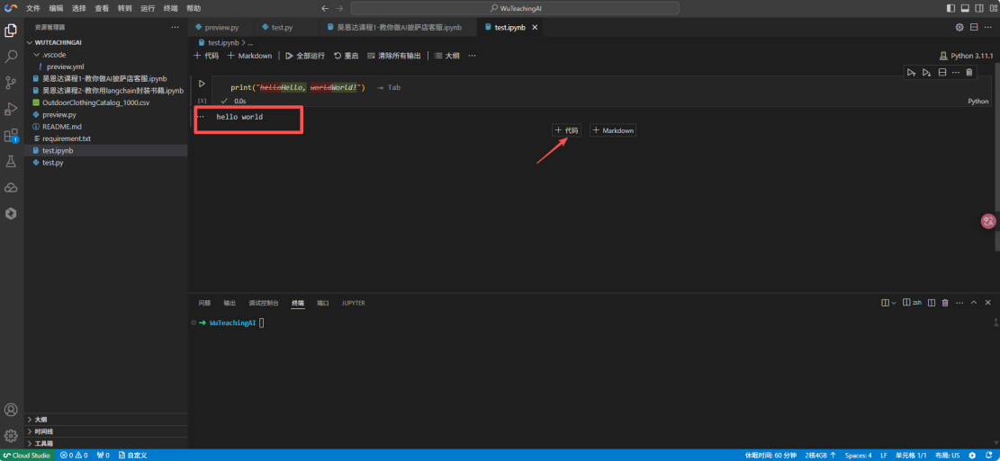 文件 编辑 选择 查看 转到 运行 终端 帮助
WuTeachingAI
资源管理器
WUTEACHINGAI
.vscode
preview.yml
吴恩达课程1-教你做AI披萨店客服.ipynb
吴恩达课程2-教你用langchain封装书籍.ipynb
OutdoorClothingCatalog_1000.csv
preview.py
README.md
requirement.txt
test.ipynb
test.py
大纲
时间线
工具箱
preview.py test.py 吴恩达课程1-教你做AI披萨店客服.ipynb test.ipynb
test.ipynb > ...
+ 代码 + Markdown 全部运行 重启 清除所有输出 大纲 ... Python 3.11.1
print("helloHello, worldWorld!") Tab
[1] 0.0s Python
hello world
+ 代码 + Markdown
问题 输出 调试控制台 终端 端口 JUPYTER zsh
WuTeachingAI
Cloud Studio 0 0 0 自定义 休眠时间: 60 分钟 2核4GB Spaces: 4 LF 单元格 1/1 布局: US